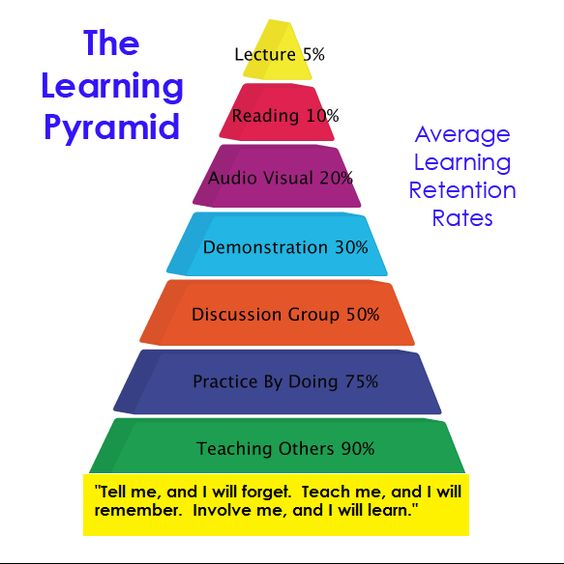 The
Learning
Pyramid
Average
Learning
Retention
Rates
Lecture 5%
Reading 10%
Audio Visual 20%
Demonstration 30%
Discussion Group 50%
Practice By Doing 75%
Teaching Others 90%
"Tell me, and I will forget.  Teach me, and I will
remember.  Involve me, and I will learn."